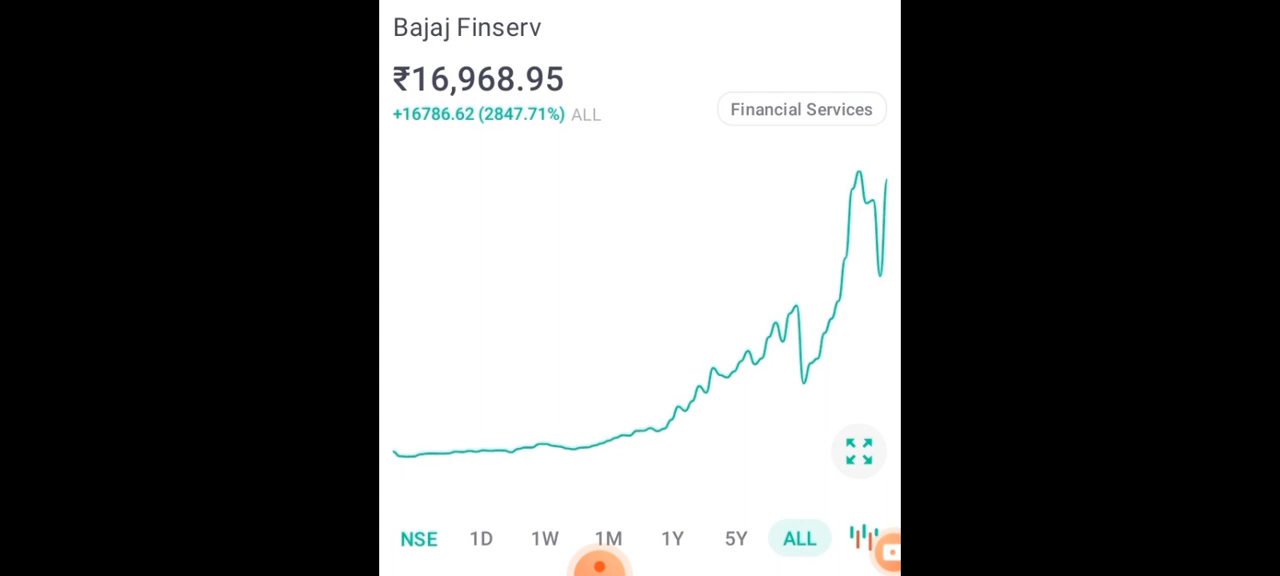 Bajaj Finserv
₹16,968.95
+16786.62 (2847.71%) ALL
Financial Services
NSE 1D 1W 1M 1Y 5Y ALL